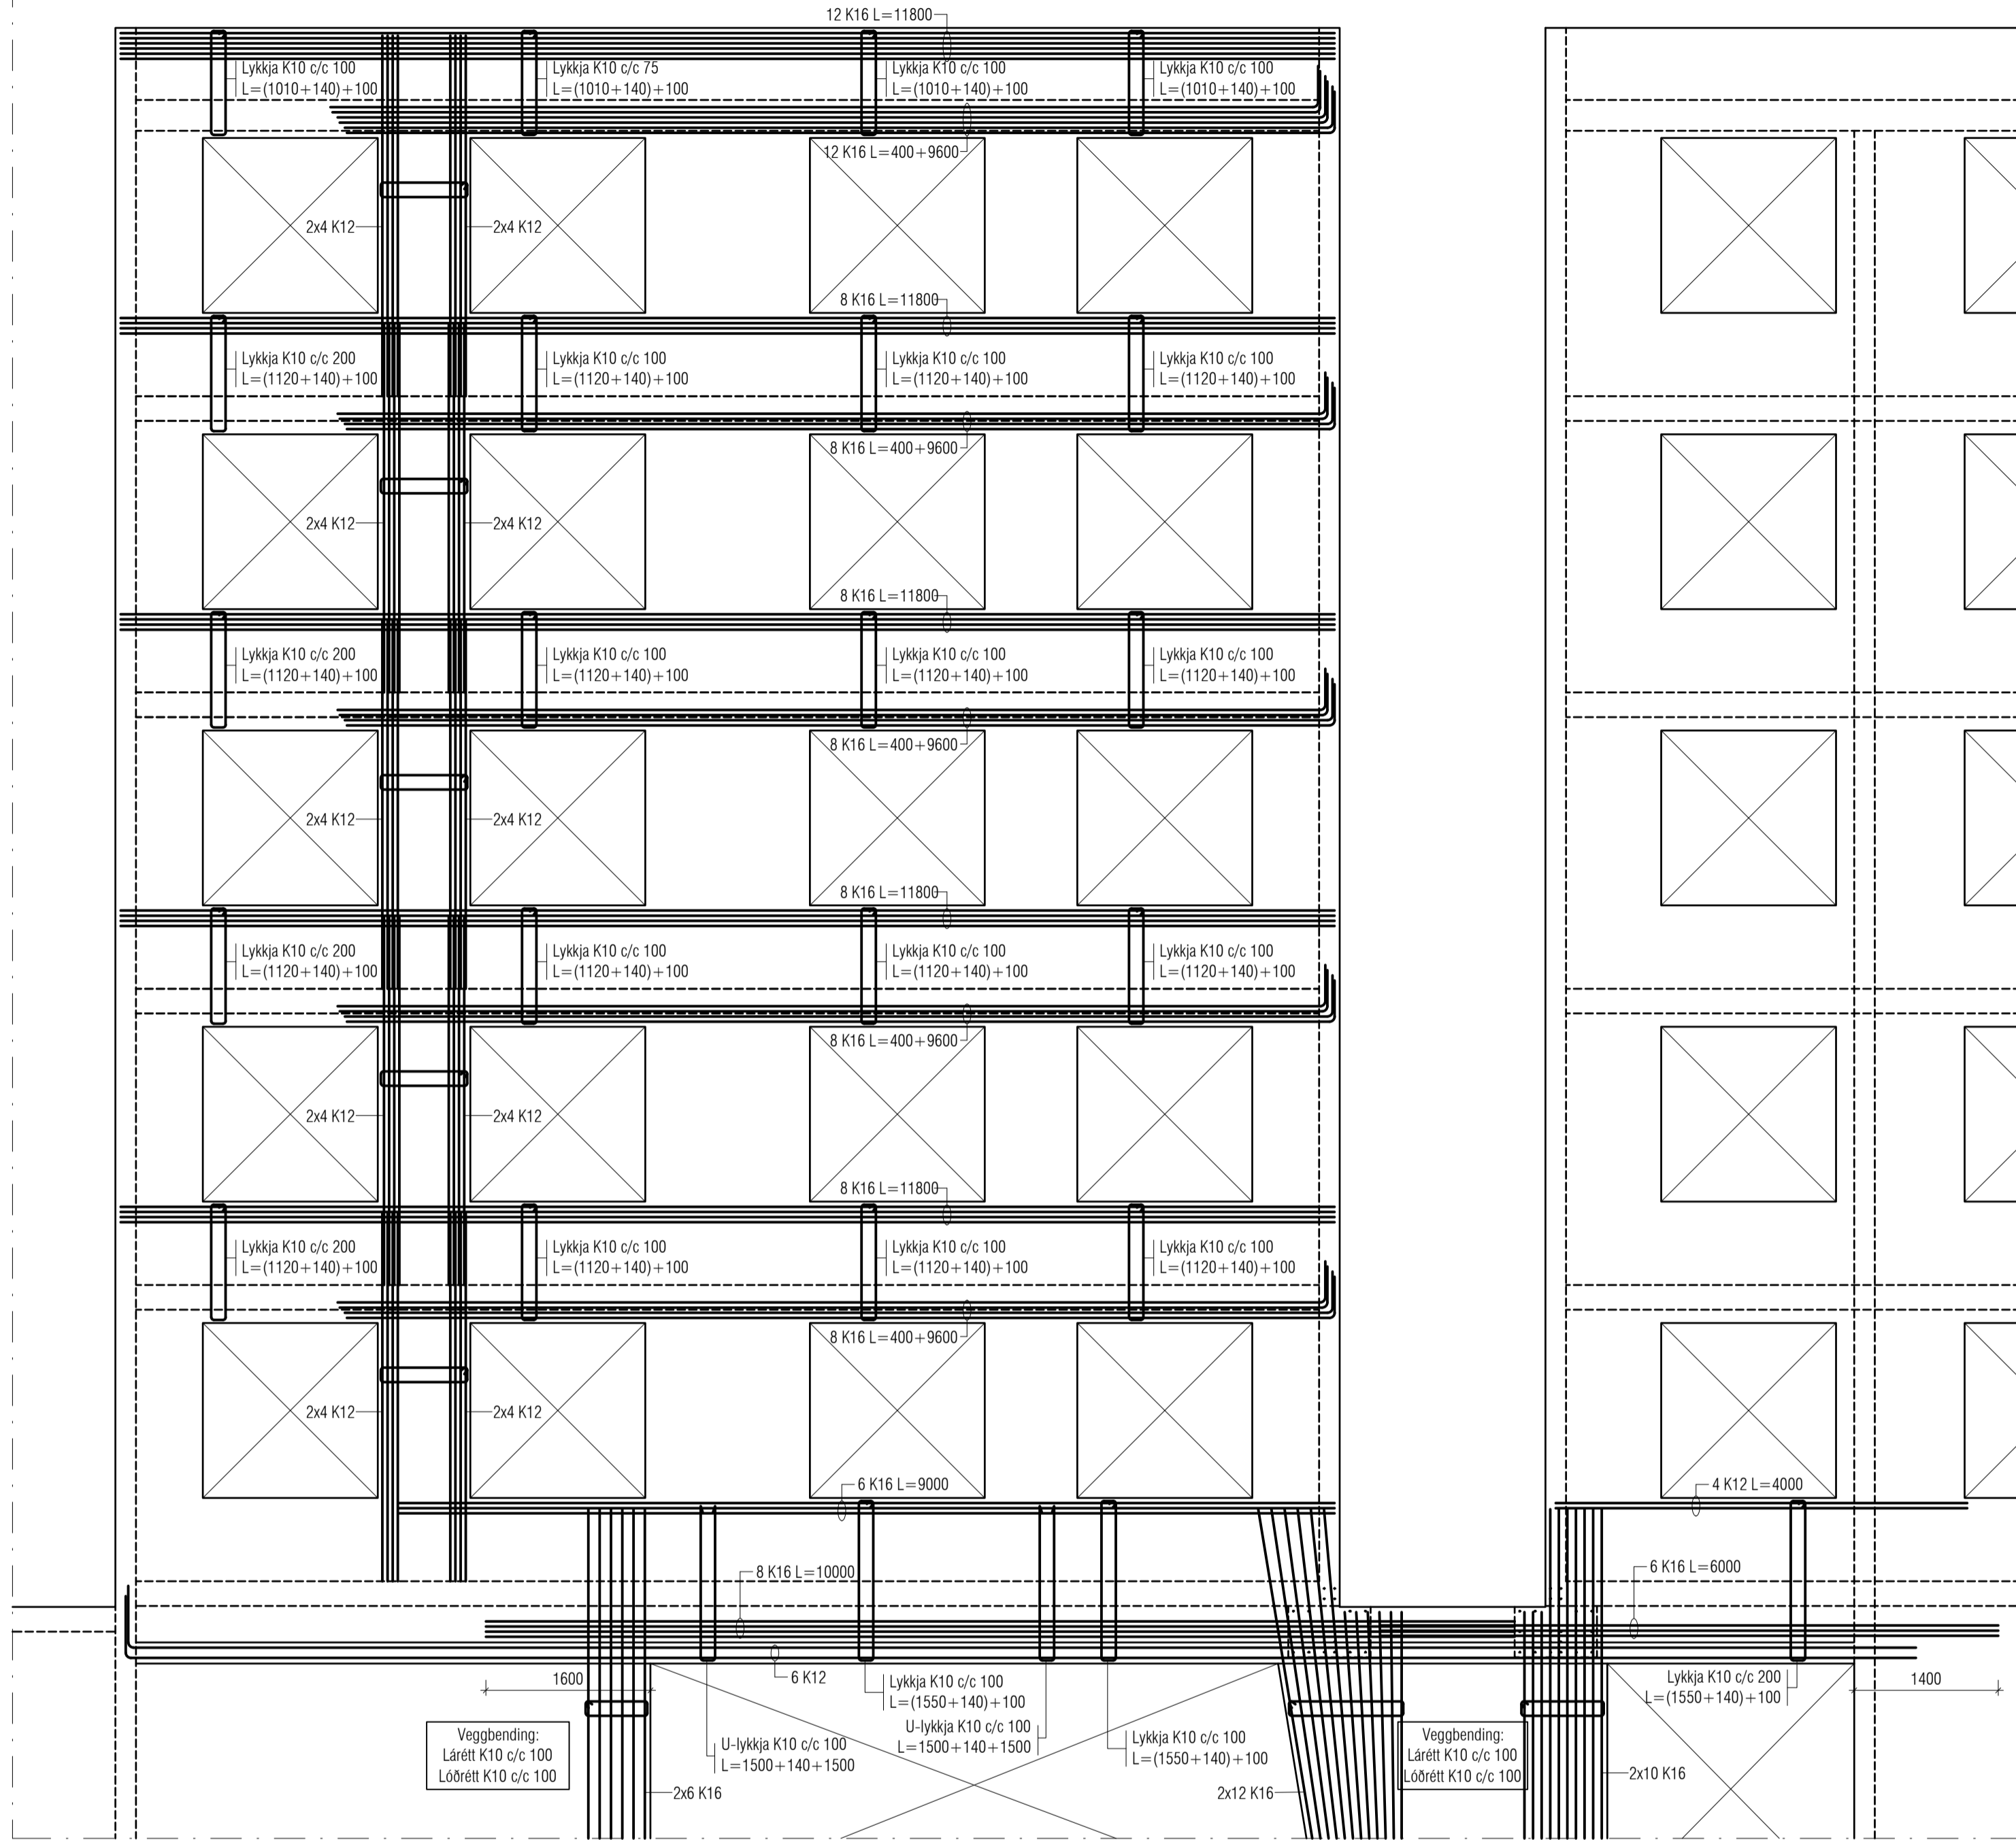 12 K16 L=11800
Lykkja K10 c/c 100
L=(1010+140)+100
Lykkja K10 c/c 75
L=(1010+140)+100
Lykkja K10 c/c 100
L=(1010+140)+100
Lykkja K10 c/c 100
L=(1010+140)+100
12 K16 L=400+9600
2x4 K12
2x4 K12
8 K16 L=11800
Lykkja K10 c/c 200
L=(1120+140)+100
Lykkja K10 c/c 100
L=(1120+140)+100
Lykkja K10 c/c 100
L=(1120+140)+100
Lykkja K10 c/c 100
L=(1120+140)+100
8 K16 L=400+9600
2x4 K12
2x4 K12
8 K16 L=11800
Lykkja K10 c/c 200
L=(1120+140)+100
Lykkja K10 c/c 100
L=(1120+140)+100
Lykkja K10 c/c 100
L=(1120+140)+100
Lykkja K10 c/c 100
L=(1120+140)+100
8 K16 L=400+9600
2x4 K12
2x4 K12
8 K16 L=11800
Lykkja K10 c/c 200
L=(1120+140)+100
Lykkja K10 c/c 100
L=(1120+140)+100
Lykkja K10 c/c 100
L=(1120+140)+100
Lykkja K10 c/c 100
L=(1120+140)+100
8 K16 L=400+9600
2x4 K12
2x4 K12
8 K16 L=11800
Lykkja K10 c/c 200
L=(1120+140)+100
Lykkja K10 c/c 100
L=(1120+140)+100
Lykkja K10 c/c 100
L=(1120+140)+100
Lykkja K10 c/c 100
L=(1120+140)+100
8 K16 L=400+9600
2x4 K12
2x4 K12
6 K16 L=9000
4 K12 L=4000
8 K16 L=10000
6 K16 L=6000
1600
6 K12
Lykkja K10 c/c 100
L=(1550+140)+100
Lykkja K10 c/c 200
L=(1550+140)+100
1400
Veggbending:
Lárétt K10 c/c 100
Lóðrétt K10 c/c 100
U-lykkja K10 c/c 100
L=1500+140+1500
U-lykkja K10 c/c 100
L=1500+140+1500
Lykkja K10 c/c 100
L=(1550+140)+100
Veggbending:
Lárétt K10 c/c 100
Lóðrétt K10 c/c 100
2x6 K16
2x12 K16
2x10 K16